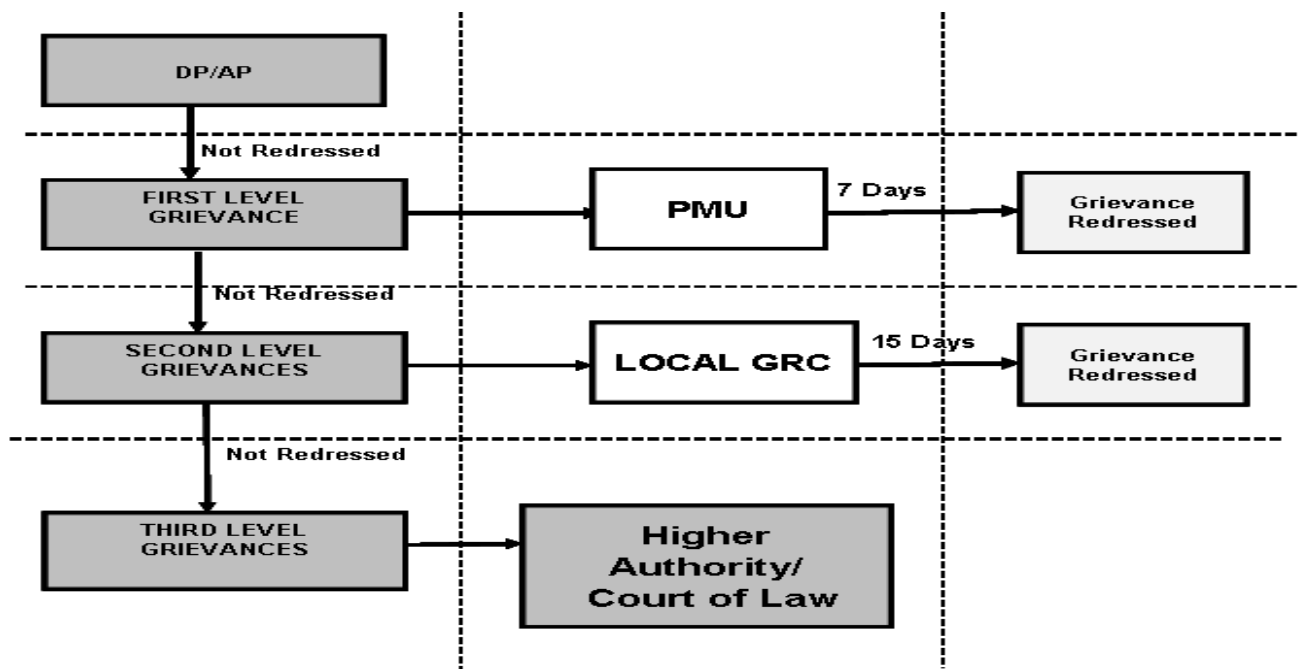 DP/AP
Not Redressed
FIRST LEVEL
GRIEVANCE
PMU
7 Days
Grievance
Redressed
Not Redressed
SECOND LEVEL
GRIEVANCES
LOCAL GRC
15 Days
Grievance
Redressed
Not Redressed
THIRD LEVEL
GRIEVANCES
Higher
Authority/
Court of Law